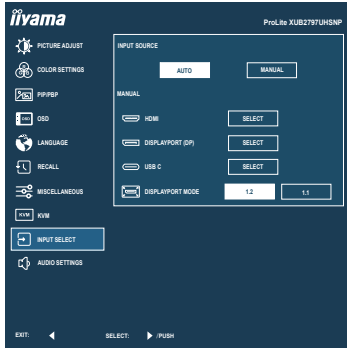 iiyama
ProLite XUB2797UHSNP
PICTURE ADJUST
COLOR SETTINGS
PIP/PBP
OSD
OSD
LANGUAGE
RECALL
MISCELLANEOUS
KVM
KVM
INPUT SELECT
AUDIO SETTINGS
INPUT SOURCE
AUTO
MANUAL
MANUAL
HDMI
SELECT
DISPLAYPORT (DP)
SELECT
USB C
SELECT
DISPLAYPORT MODE
1.2
1.1
EXIT:
SELECT:
/PUSH